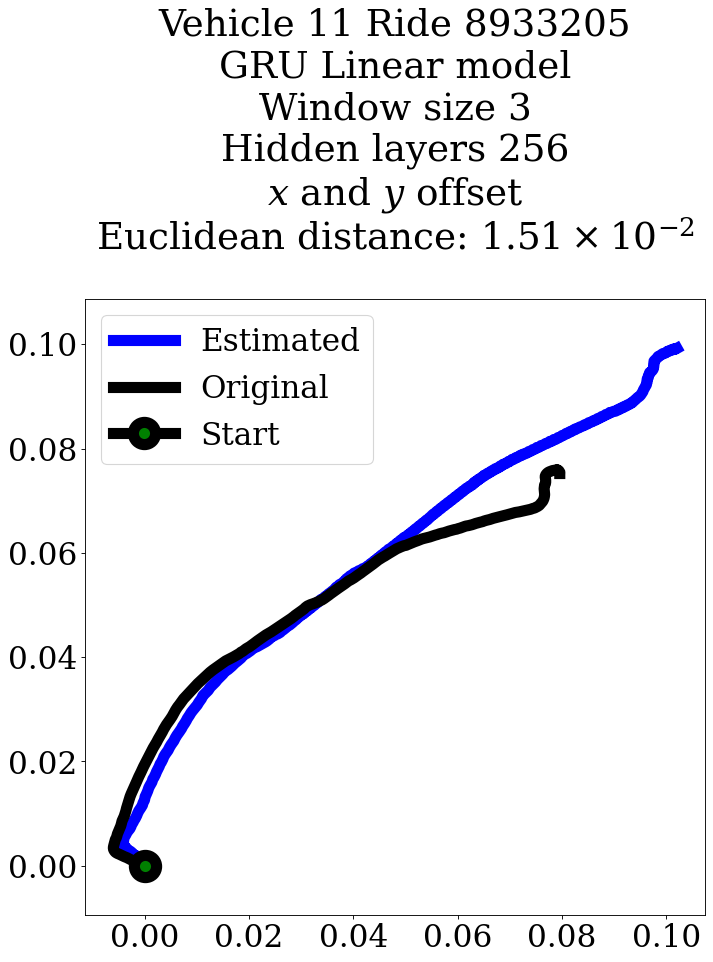 Vehicle 11 Ride 8933205
GRU Linear model
Window size 3
Hidden layers 256
x and y offset
Euclidean distance: 1.51 × 10⁻²
Estimated
Original
Start
0.10
0.08
0.06
0.04
0.02
0.00
0.00 0.02 0.04 0.06 0.08 0.10